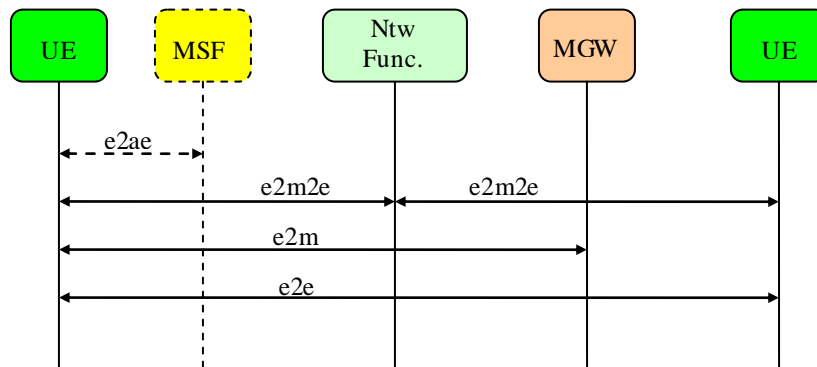 UE
MSF
Ntw
Func.
MGW
UE
e2ae
e2m2e
e2m2e
e2m
e2e